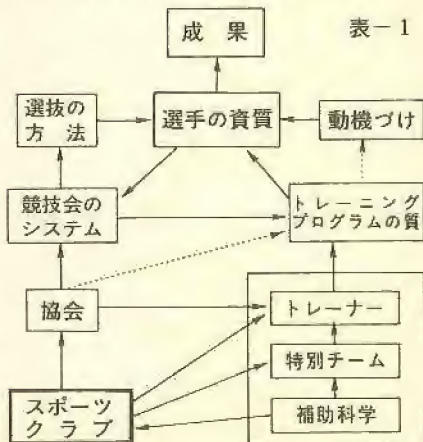 表－1
成果
選抜の
方法
選手の資質
動機づけ
競技会の
システム
トレーニング
プログラムの質
協会
トレーナー
特別チーム
スポーツ
クラブ
補助科学